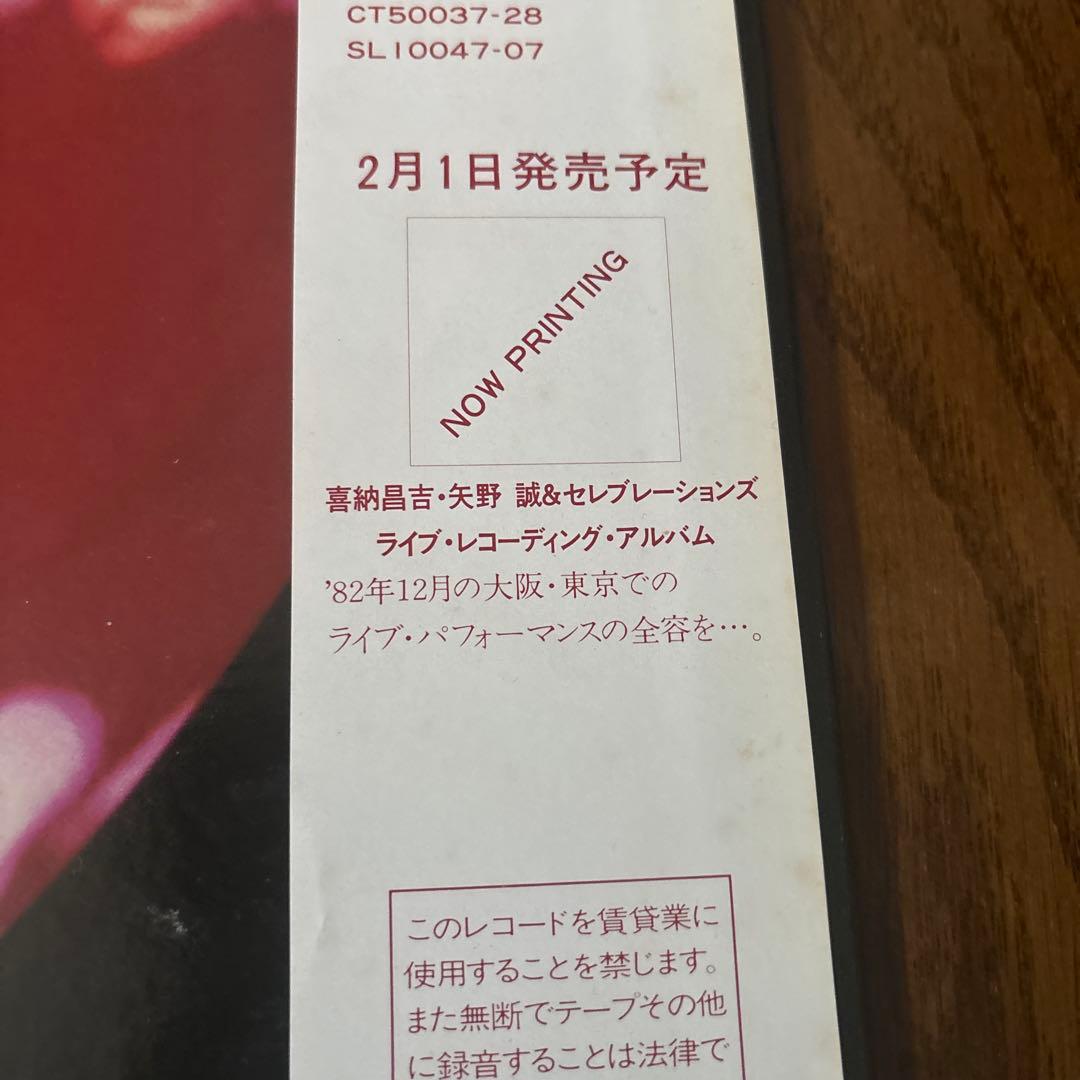 CT50037-28
SL10047-07
2月1日発売予定
NOW PRINTING
喜納昌吉・矢野 誠&セレブレーションズ
ライブ・レコーディング・アルバム
’82年12月の大阪・東京での
ライブ・パフォーマンスの全容を…。
このレコードを賃貸業に
使用することを禁じます。
また無断でテープその他
に録音することは法律で